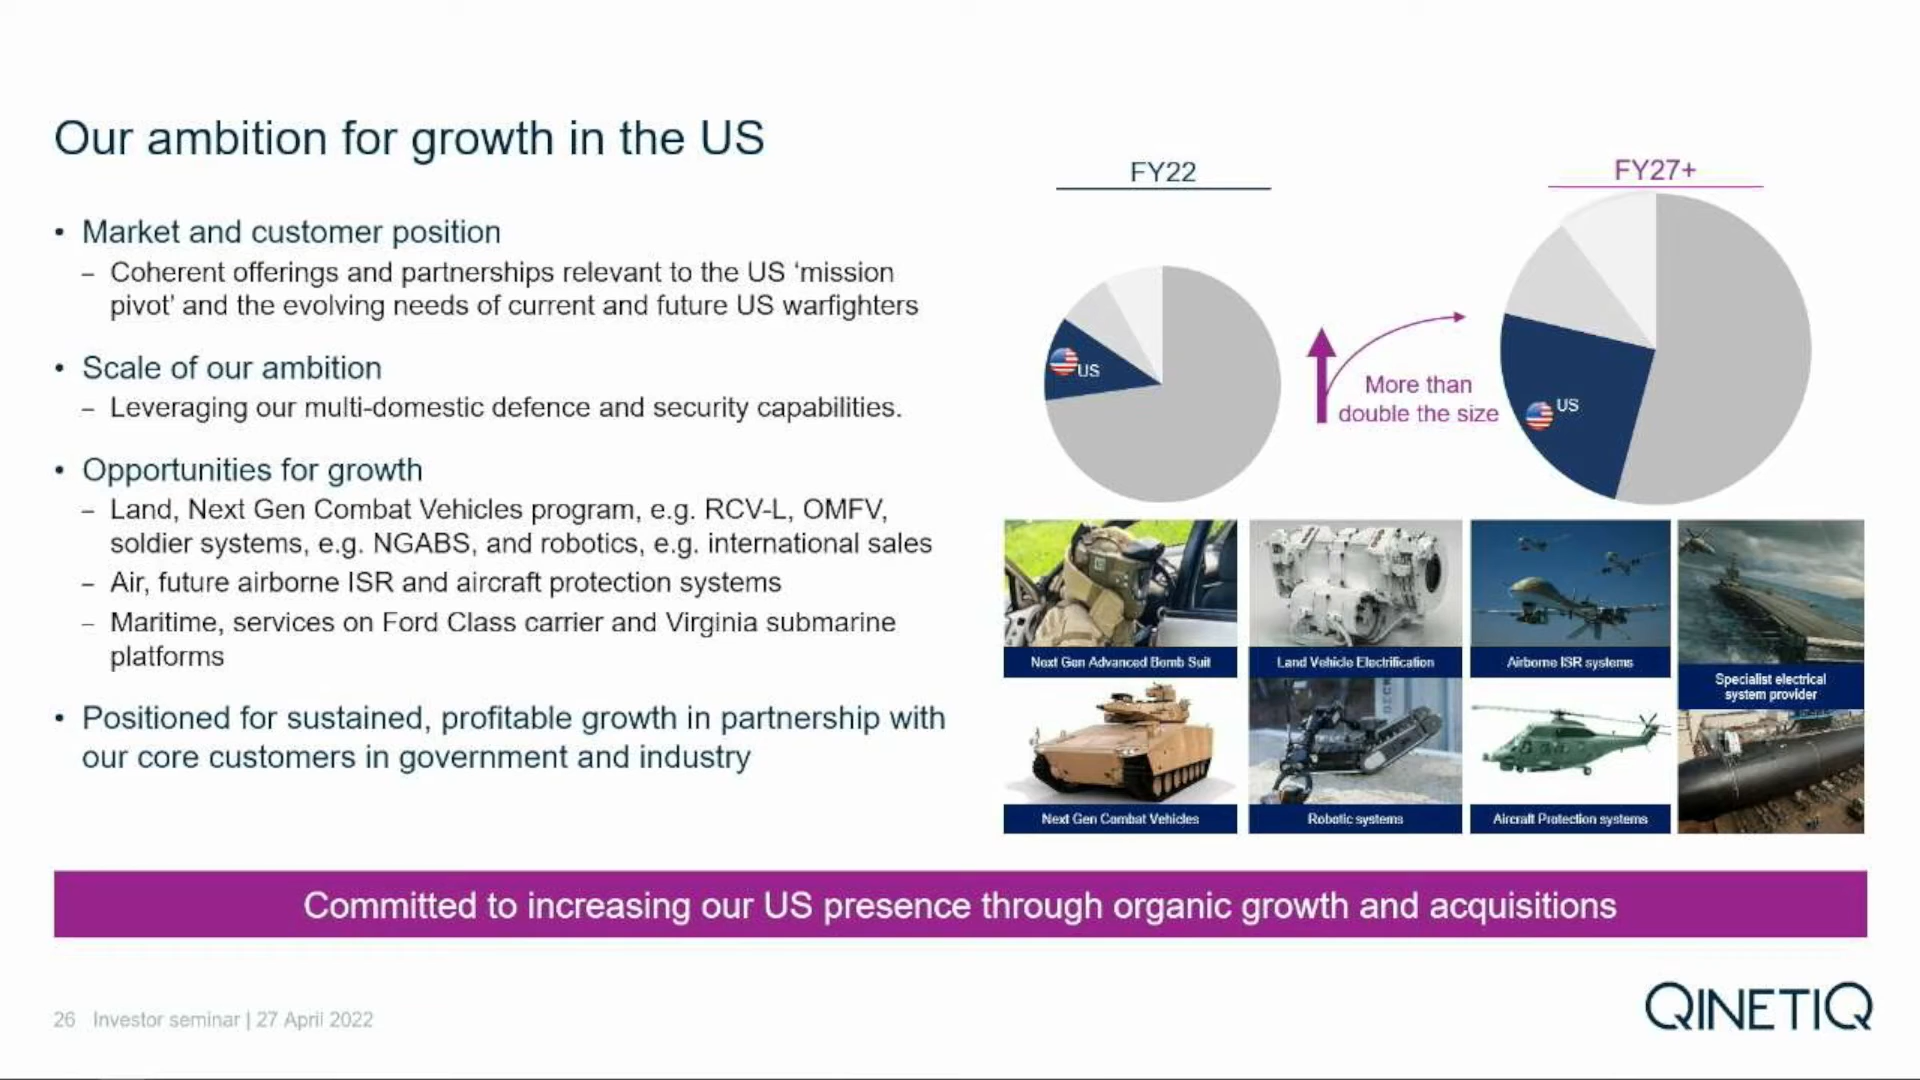 Our ambition for growth in the US
• Market and customer position
– Coherent offerings and partnerships relevant to the US ‘mission
pivot’ and the evolving needs of current and future US warfighters
• Scale of our ambition
– Leveraging our multi-domestic defence and security capabilities.
• Opportunities for growth
– Land, Next Gen Combat Vehicles program, e.g. RCV-L, OMFV,
soldier systems, e.g. NGABS, and robotics, e.g. international sales
– Air, future airborne ISR and aircraft protection systems
– Maritime, services on Ford Class carrier and Virginia submarine
platforms
• Positioned for sustained, profitable growth in partnership with
our core customers in government and industry
FY22
US
More than
double the size
FY27+
US
Next Gen Advanced Bomb Suit
Land Vehicle Electrification
Airborne ISR systems
Specialist electrical
system provider
Next Gen Combat Vehicles
Robotic systems
Aircraft Protection systems
Committed to increasing our US presence through organic growth and acquisitions
26 Investor seminar | 27 April 2022
QINETIQ